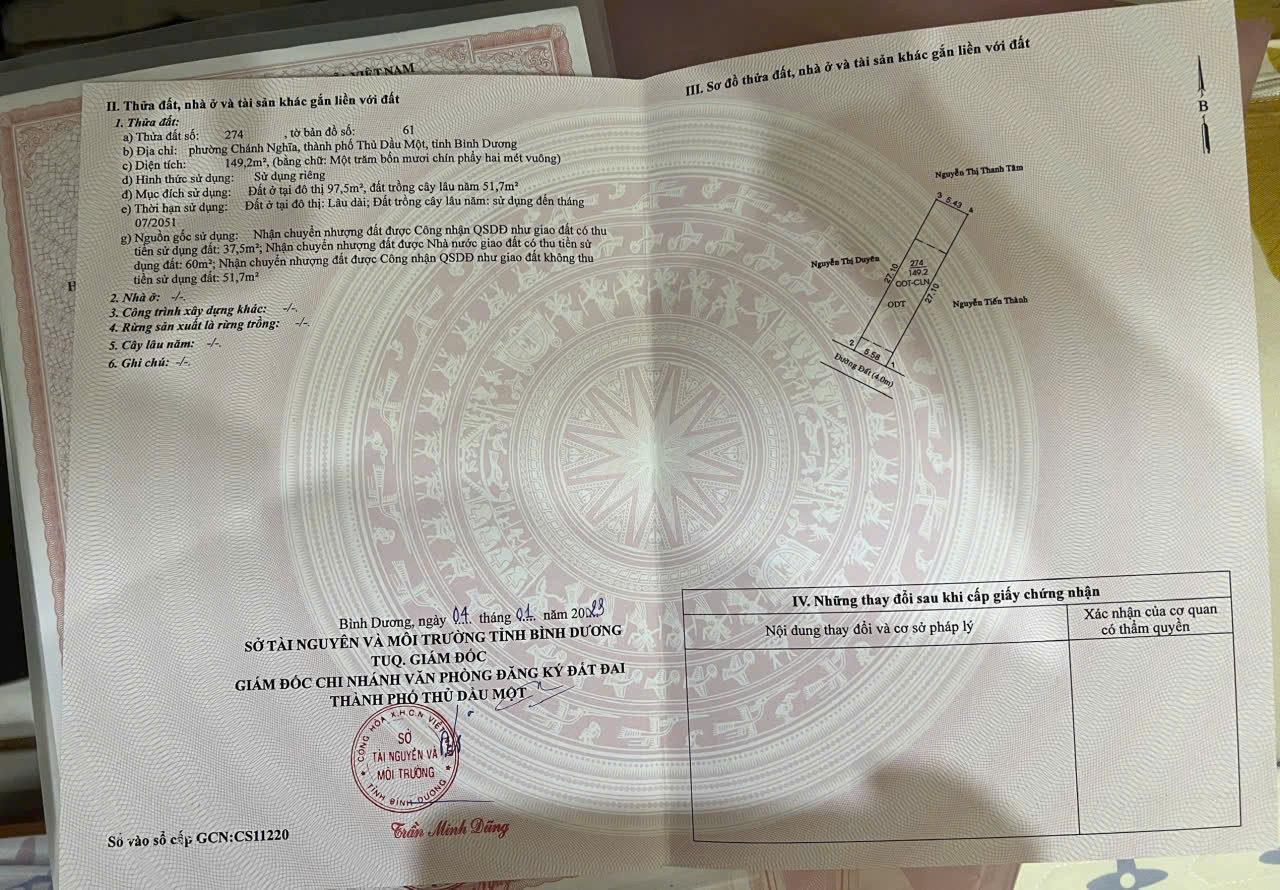 VIỆT NAM
II. Thửa đất, nhà ở và tài sản khác gắn liền với đất
1. Thửa đất:
a) Thửa đất số: 274 , tờ bản đồ số: 61
b) Địa chỉ: phường Chánh Nghĩa, thành phố Thủ Dầu Một, tỉnh Bình Dương
c) Diện tích: 149,2m², (bằng chữ: Một trăm bốn mươi chín phẩy hai mét vuông)
d) Hình thức sử dụng: Sử dụng riêng
đ) Mục đích sử dụng: Đất ở tại đô thị 97,5m², đất trồng cây lâu năm 51,7m²
e) Thời hạn sử dụng: Đất ở tại đô thị: Lâu dài; Đất trồng cây lâu năm: sử dụng đến tháng
07/2051
g) Nguồn gốc sử dụng: Nhận chuyển nhượng đất được Công nhận QSDĐ như giao đất có thu
tiền sử dụng đất: 37,5m²; Nhận chuyển nhượng đất được Nhà nước giao đất có thu tiền sử
dụng đất: 60m²; Nhận chuyển nhượng đất được Công nhận QSDĐ như giao đất không thu
tiền sử dụng đất: 51,7m²
2. Nhà ở: -/-.
3. Công trình xây dựng khác: -/-.
4. Rừng sản xuất là rừng trồng: -/-.
5. Cây lâu năm: -/-.
6. Ghi chú: -/-.
Bình Dương, ngày 04 tháng 01 năm 2023
SỞ TÀI NGUYÊN VÀ MÔI TRƯỜNG TỈNH BÌNH DƯƠNG
TUQ. GIÁM ĐỐC
GIÁM ĐỐC CHI NHÁNH VĂN PHÒNG ĐĂNG KÝ ĐẤT ĐAI
THÀNH PHỐ THỦ DẦU MỘT
CỘNG HÒA X.H.C.N VIỆT
SỞ
TÀI NGUYÊN VÀ
MÔI TRƯỜNG
TỈNH BÌNH DƯƠNG
Trần Minh Dũng
Số vào sổ cấp GCN:CS11220
III. Sơ đồ thửa đất, nhà ở và tài sản khác gắn liền với đất
B
Nguyễn Thị Thanh Tâm
3 5.43 4
Nguyễn Thị Duyên
27.10
274
149.2
ODT-CLN
27.10
ODT
Nguyễn Tiến Thành
2 5.58 1
Đường Đất (4.0m)
IV. Những thay đổi sau khi cấp giấy chứng nhận
Nội dung thay đổi và cơ sở pháp lý
Xác nhận của cơ quan
có thẩm quyền